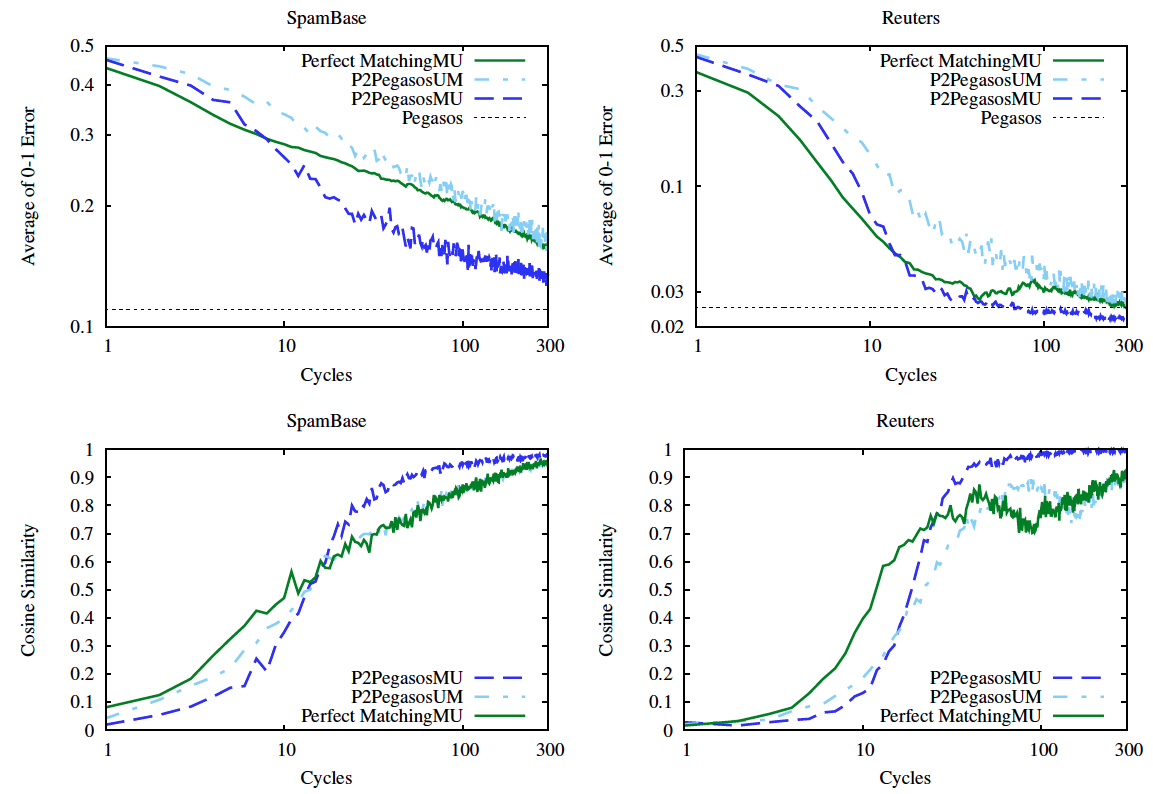 SpamBase
Average of 0-1 Error
0.5
0.4
0.3
0.2
0.1
Perfect MatchingMU
P2PegasosUM
P2PegasosMU
Pegasos
1 10 100 300
Cycles
Reuters
Average of 0-1 Error
0.5
0.3
0.1
0.03
0.02
Perfect MatchingMU
P2PegasosUM
P2PegasosMU
Pegasos
1 10 100 300
Cycles
SpamBase
Cosine Similarity
1
0.9
0.8
0.7
0.6
0.5
0.4
0.3
0.2
0.1
0
P2PegasosMU
P2PegasosUM
Perfect MatchingMU
1 10 100 300
Cycles
Reuters
Cosine Similarity
1
0.9
0.8
0.7
0.6
0.5
0.4
0.3
0.2
0.1
0
P2PegasosMU
P2PegasosUM
Perfect MatchingMU
1 10 100 300
Cycles